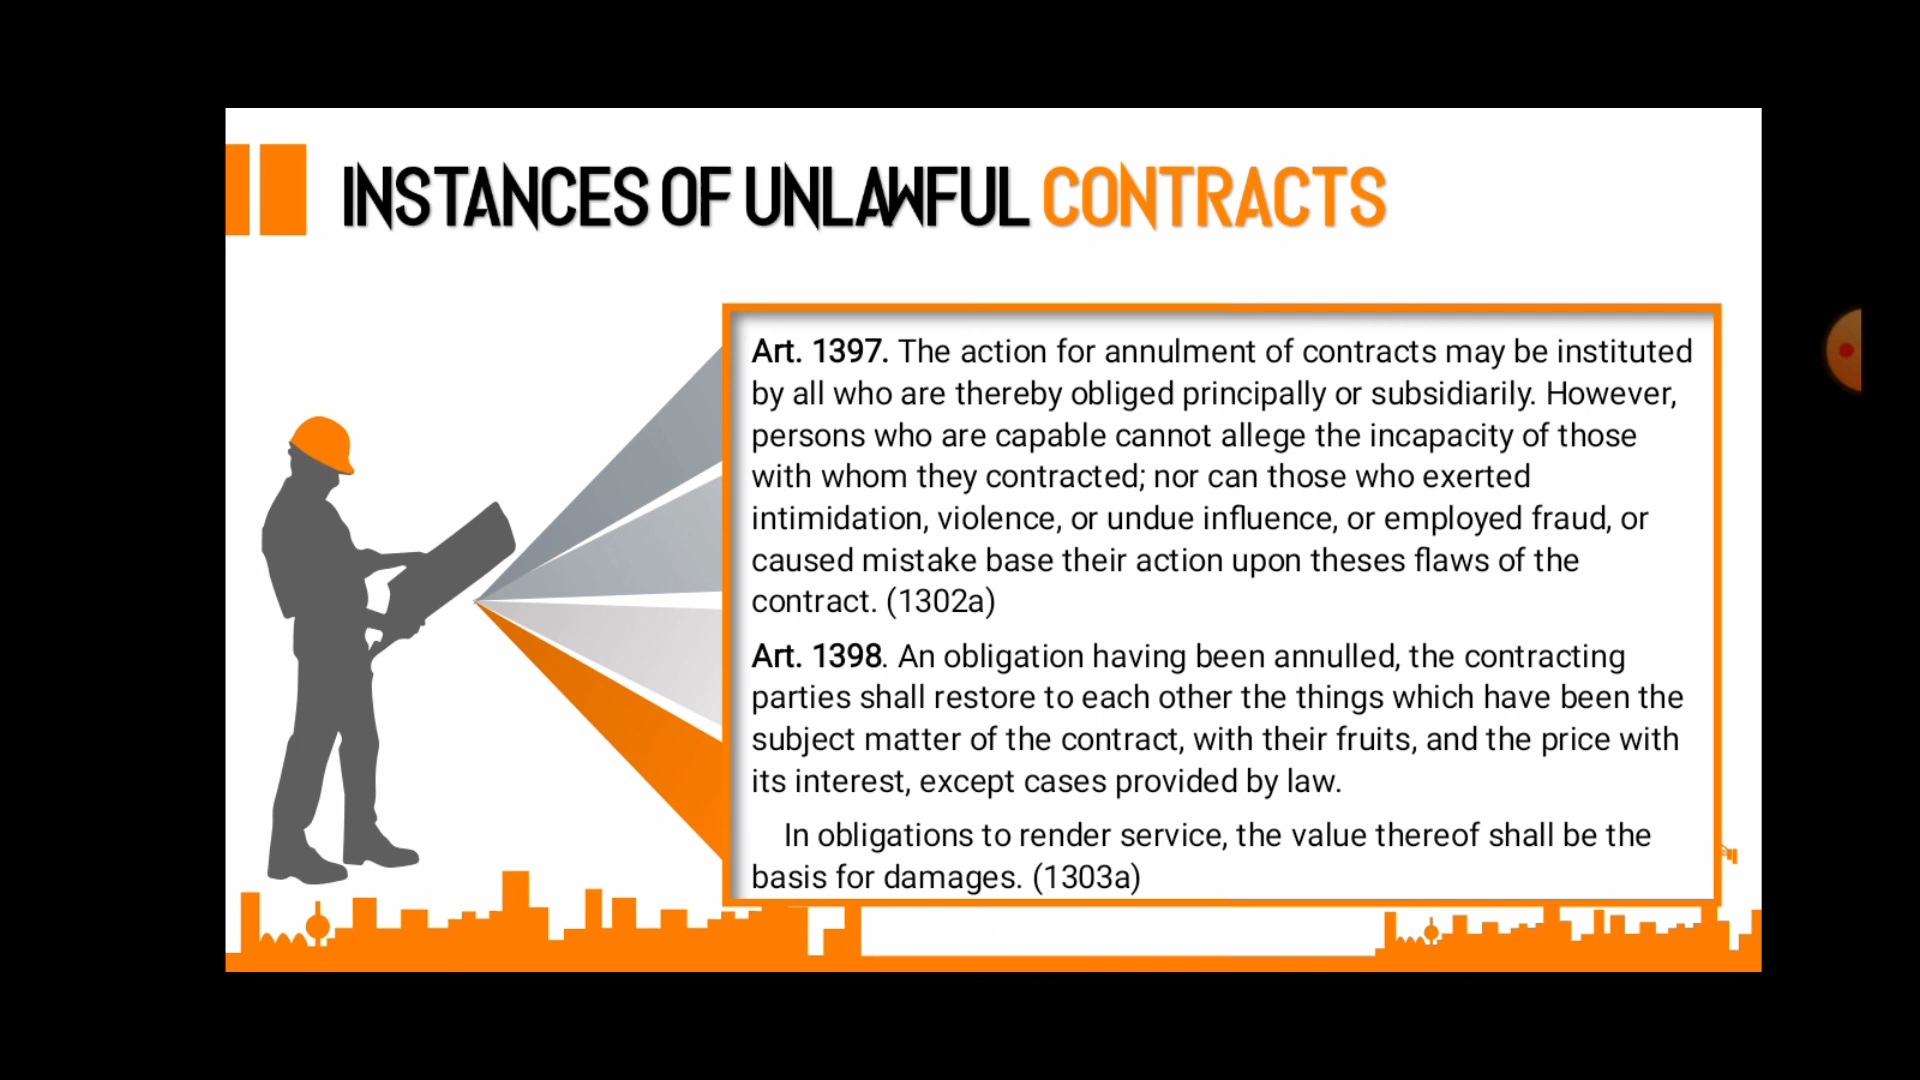 INSTANCES OF UNLAWFUL CONTRACTS
Art. 1397. The action for annulment of contracts may be instituted
by all who are thereby obliged principally or subsidiarily. However,
persons who are capable cannot allege the incapacity of those
with whom they contracted; nor can those who exerted
intimidation, violence, or undue influence, or employed fraud, or
caused mistake base their action upon theses flaws of the
contract. (1302a)
Art. 1398. An obligation having been annulled, the contracting
parties shall restore to each other the things which have been the
subject matter of the contract, with their fruits, and the price with
its interest, except cases provided by law.
In obligations to render service, the value thereof shall be the
basis for damages. (1303a)